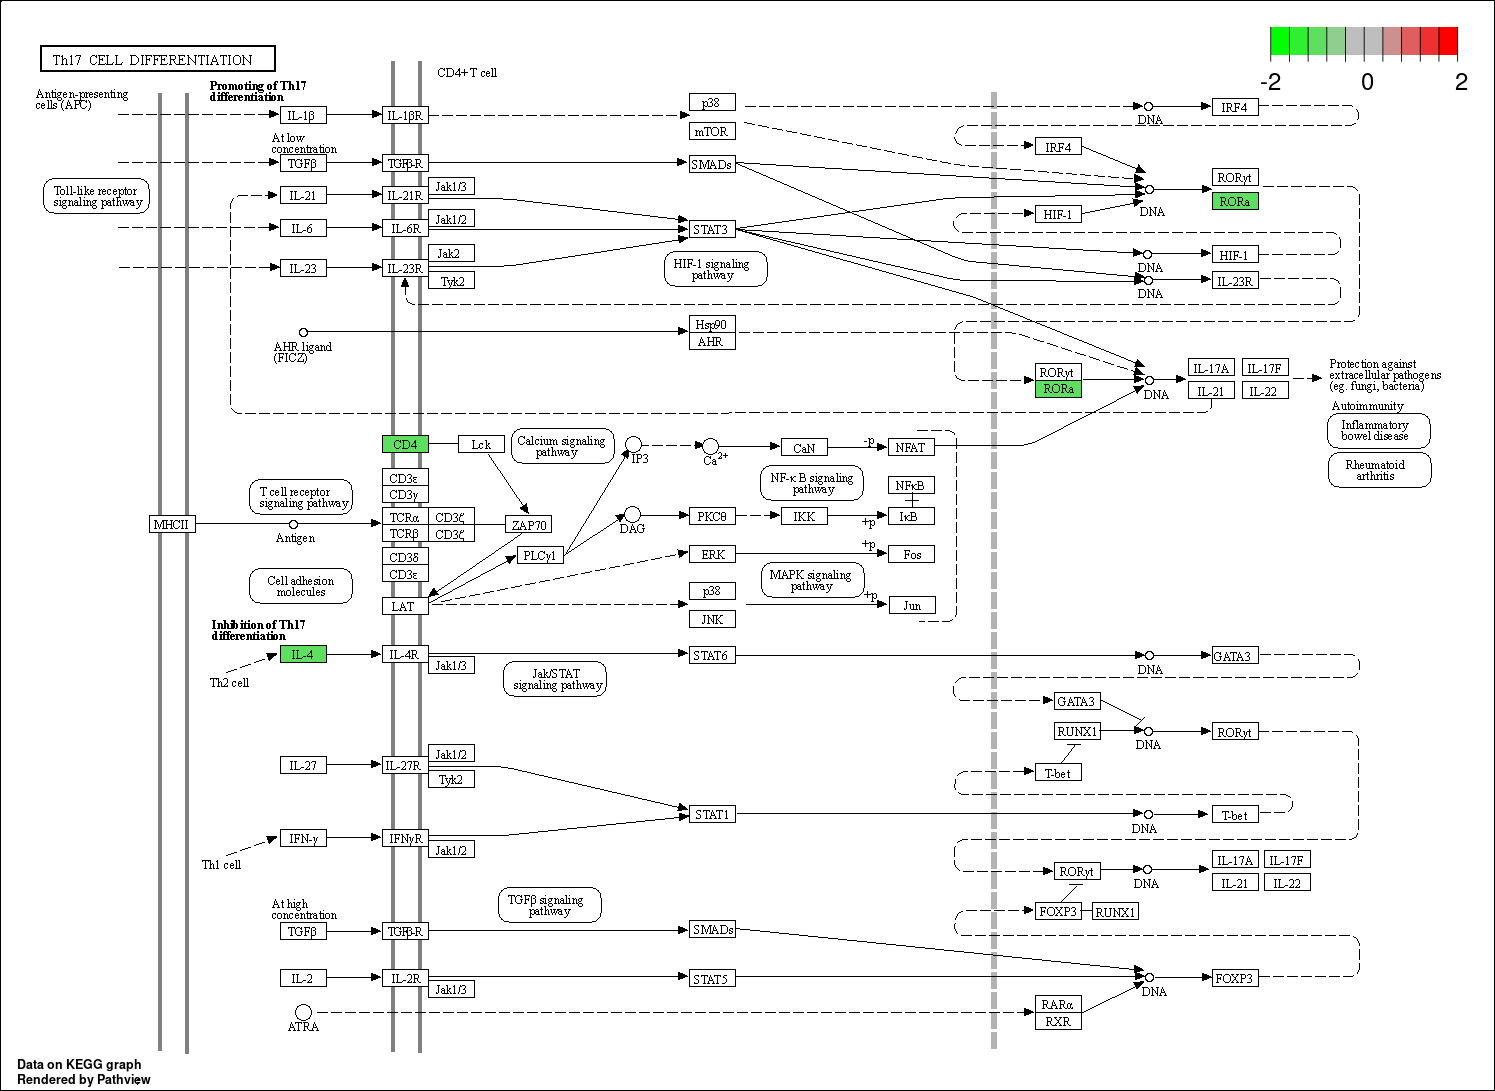 Th17 CELL DIFFERENTIATION
-2 0 2
CD4+ T cell
Antigen-presenting
cells (APC)
Promoting of Th17
differentiation
IL-1β
IL-1βR
p38
mTOR
DNA
IRF4
IRF4
At low
concentration
TGFβ
TGFβ-R
SMADs
RORγt
RORa
Toll-like receptor
signaling pathway
IL-21
IL-21R
Jak1/3
HIF-1
DNA
IL-6
IL-6R
Jak1/2
STAT3
IL-23
IL-23R
Jak2
Tyk2
HIF-1 signaling
pathway
DNA
HIF-1
DNA
IL-23R
AHR ligand
(FICZ)
Hsp90
AHR
RORγt
RORa
DNA
IL-17A
IL-17F
IL-21
IL-22
Protection against
extracellular pathogens
(eg. fungi, bacteria)
Autoimmunity
Inflammatory
bowel disease
Rheumatoid
arthritis
CD4
Lck
Calcium signaling
pathway
IP3
Ca2+
CaN
-p
NFAT
CD3ε
CD3γ
T cell receptor
signaling pathway
NF-κB signaling
pathway
NFκB
IκB
MHCII
Antigen
TCRα
CD3ζ
TCRβ
CD3ζ
ZAP70
DAG
PKCθ
IKK
+p
CD3δ
CD3ε
PLCγ1
ERK
+p
Fos
Cell adhesion
molecules
LAT
p38
JNK
MAPK signaling
pathway
+p
Jun
Inhibition of Th17
differentiation
IL-4
IL-4R
Jak1/3
STAT6
DNA
GATA3
Th2 cell
Jak/STAT
signaling pathway
GATA3
RUNX1
DNA
RORγt
T-bet
IL-27
IL-27R
Jak1/2
Tyk2
STAT1
DNA
T-bet
IFN-γ
IFNγR
Jak1/2
Th1 cell
RORγt
DNA
IL-17A
IL-17F
IL-21
IL-22
FOXP3
RUNX1
At high
concentration
TGFβ
TGFβ-R
TGFβ signaling
pathway
SMADs
IL-2
IL-2R
Jak1/3
STAT5
DNA
FOXP3
ATRA
RARα
RXR
Data on KEGG graph
Rendered by Pathview